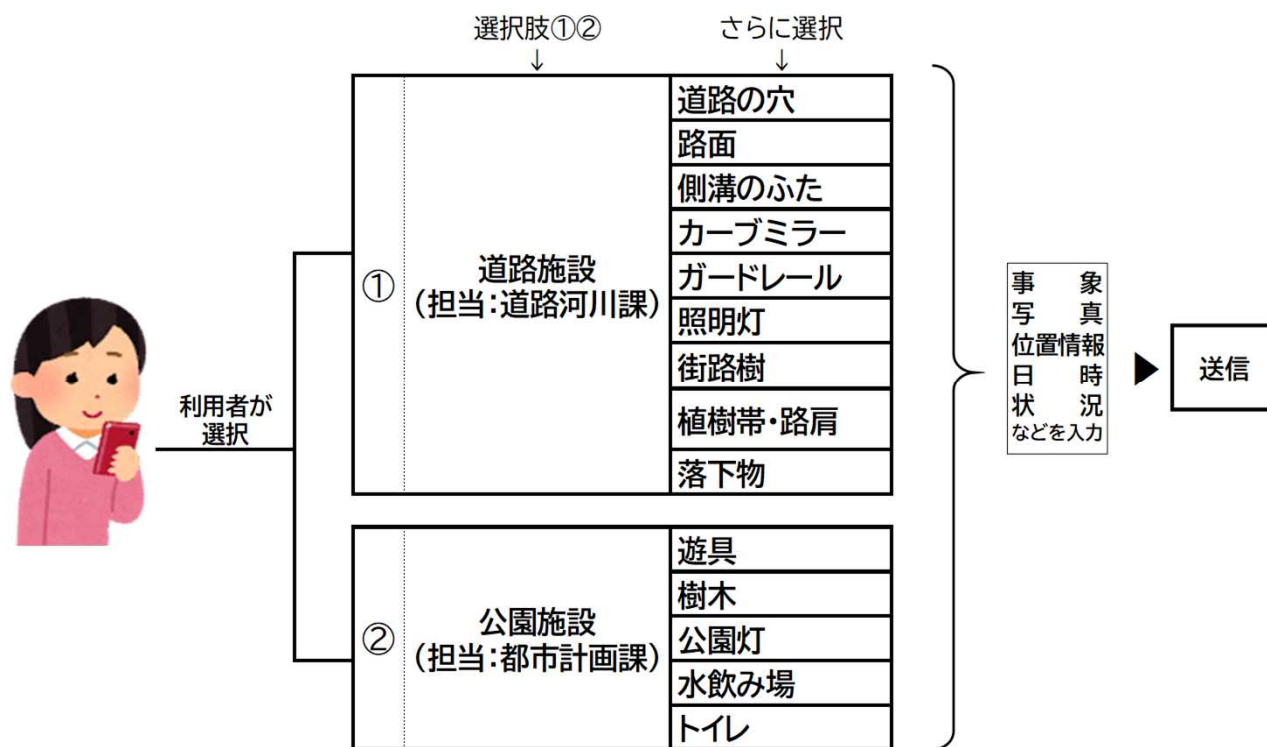 選択肢①②
↓
さらに選択
↓
利用者が
選択
①
道路施設
（担当：道路河川課）
道路の穴
路面
側溝のふた
カーブミラー
ガードレール
照明灯
街路樹
植樹帯・路肩
落下物
②
公園施設
（担当：都市計画課）
遊具
樹木
公園灯
水飲み場
トイレ
事象
写真
位置情報
日時
状況
などを入力
▶
送信